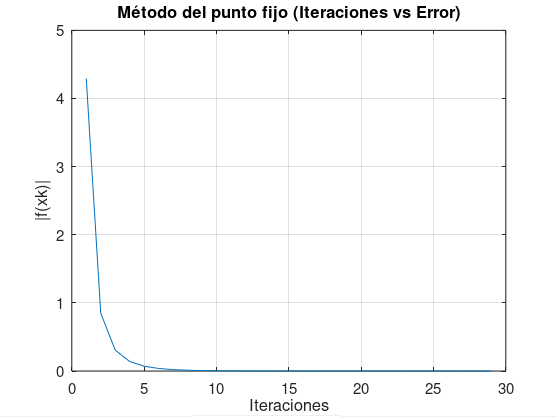 Método del punto fijo (Iteraciones vs Error)
5
4
3
2
1
0
|f(xk)|
0 5 10 15 20 25 30
Iteraciones